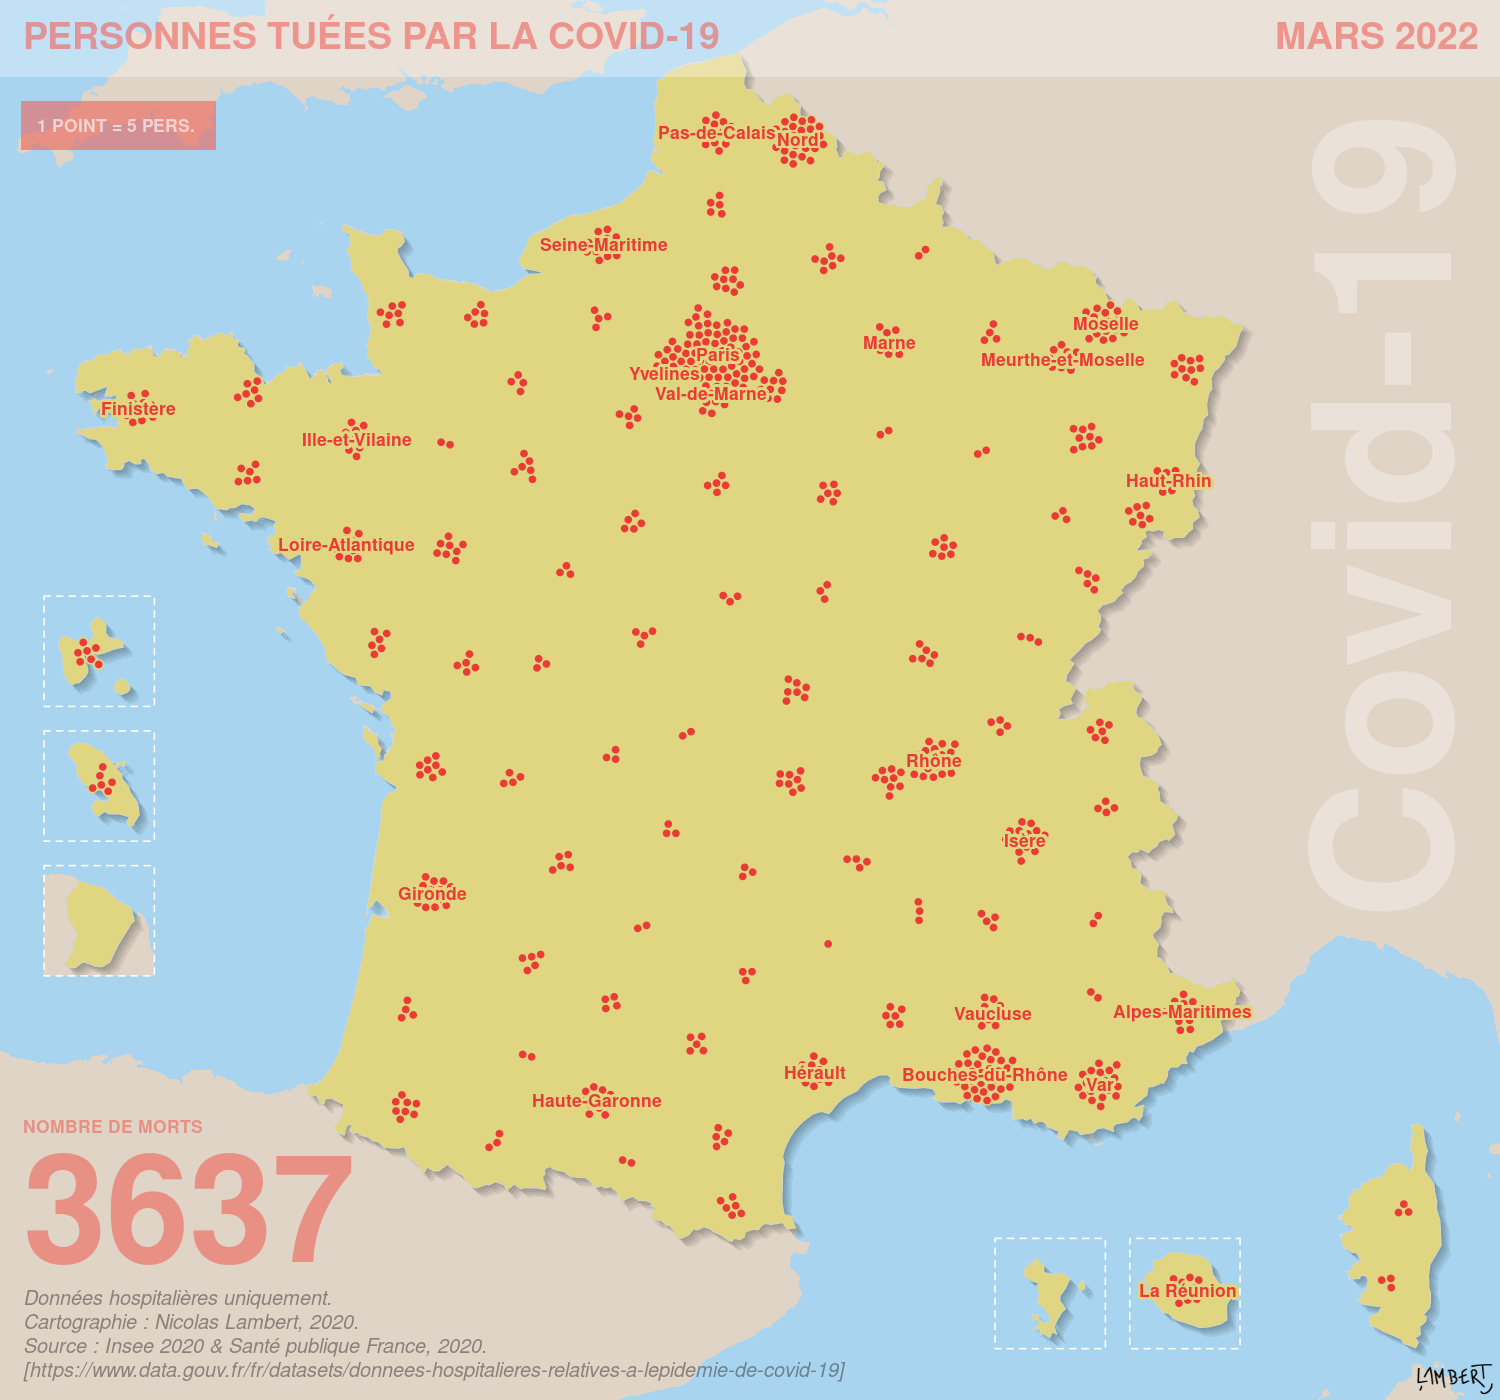 PERSONNES TUÉES PAR LA COVID-19
MARS 2022
1 POINT = 5 PERS.
Covid-19
Pas-de-Calais
Nord
Seine-Maritime
Moselle
Marne
Paris
Meurthe-et-Moselle
Yvelines
Val-de-Marne
Finistère
Ille-et-Vilaine
Haut-Rhin
Loire-Atlantique
Rhône
Isère
Gironde
Vaucluse
Alpes-Maritimes
Hérault
Bouches-du-Rhône
Var
Haute-Garonne
La Réunion
NOMBRE DE MORTS
3637
Données hospitalières uniquement.
Cartographie : Nicolas Lambert, 2020.
Source : Insee 2020 & Santé publique France, 2020.
[https://www.data.gouv.fr/fr/datasets/donnees-hospitalieres-relatives-a-lepidemie-de-covid-19]
LAMBERT